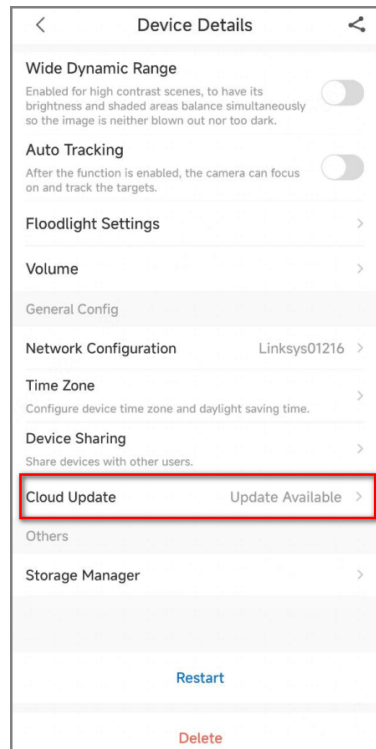 Device Details
Wide Dynamic Range
Enabled for high contrast scenes, to have its
brightness and shaded areas balance simultaneously
so the image is neither blown out nor too dark.
Auto Tracking
After the function is enabled, the camera can focus
on and track the targets.
Floodlight Settings
Volume
General Config
Network Configuration Linksys01216
Time Zone
Configure device time zone and daylight saving time.
Device Sharing
Share devices with other users.
Cloud Update Update Available
Others
Storage Manager
Restart
Delete